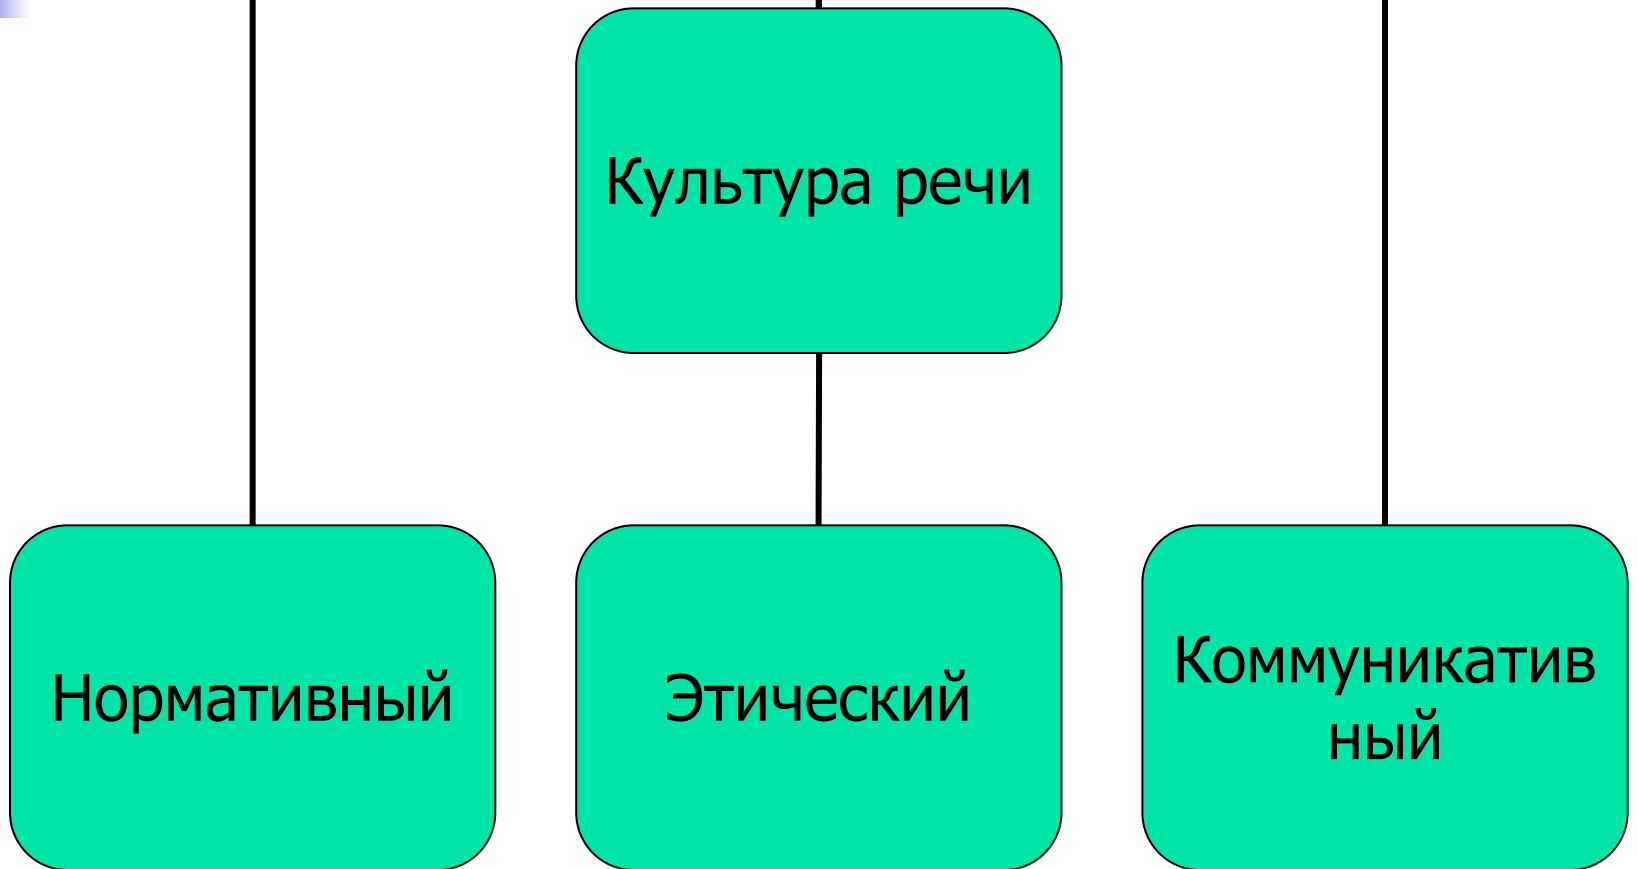 Культура речи
Нормативный
Этический
Коммуникатив
ный